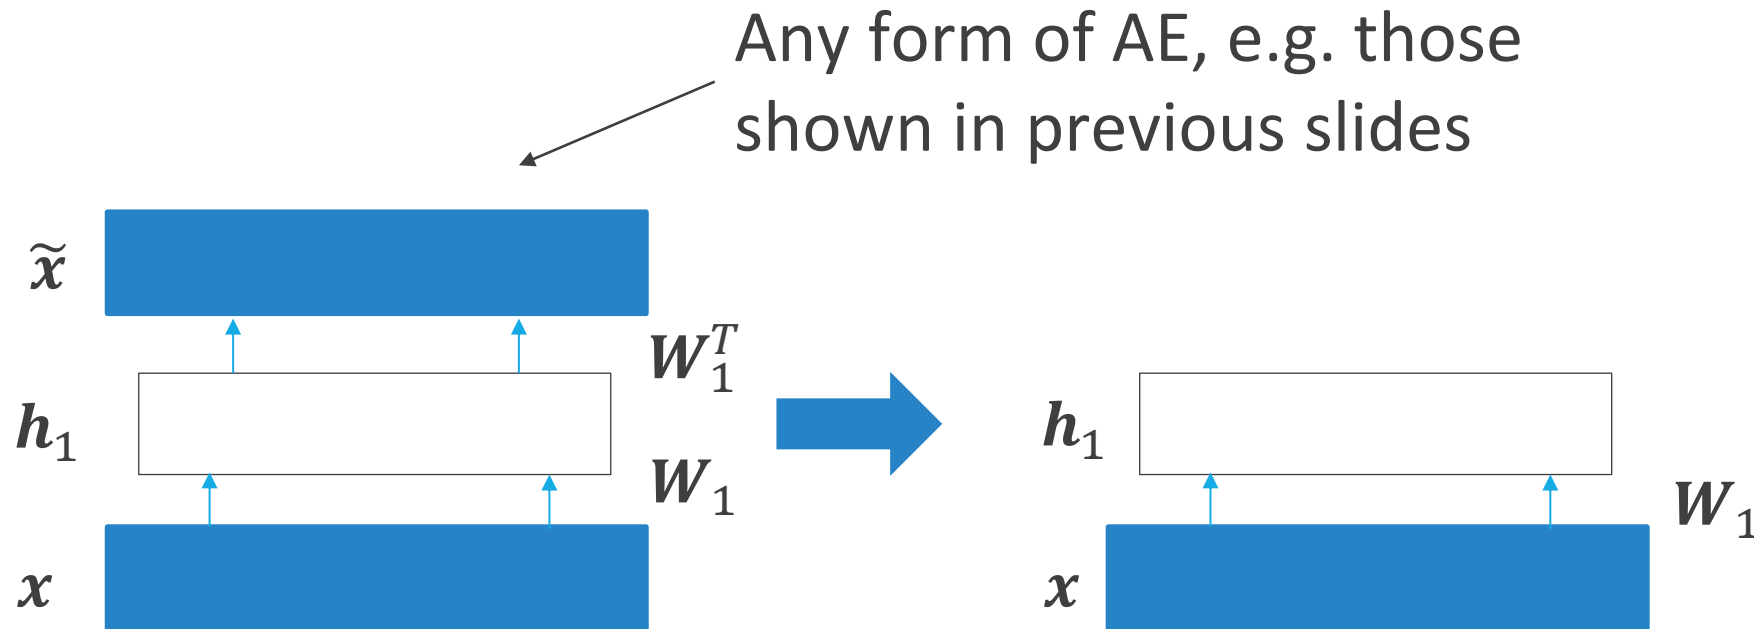 Any form of AE, e.g. those
shown in previous slides
x̃
W₁ᵀ
h₁
W₁
x
h₁
W₁
x